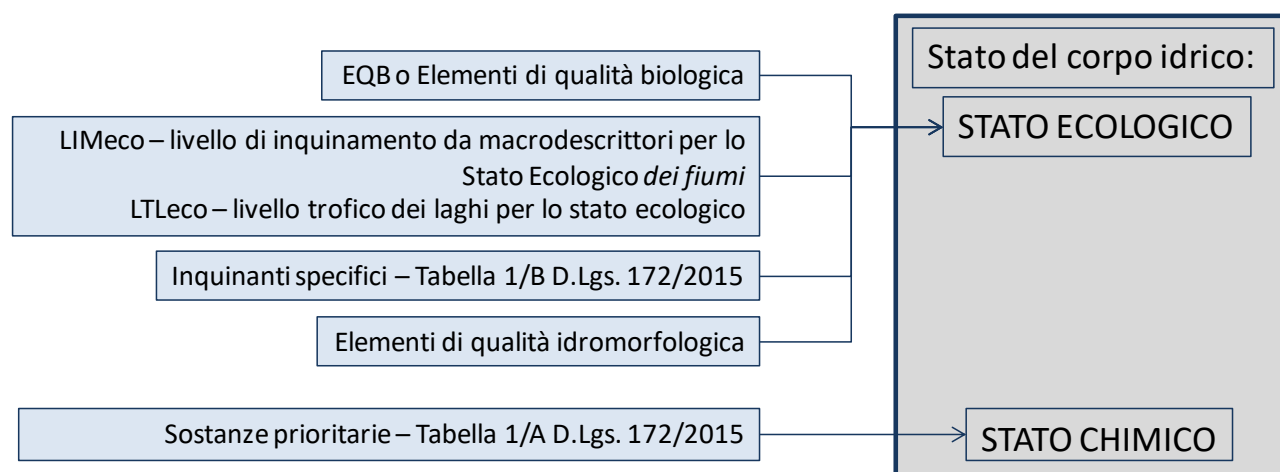 EQB o Elementi di qualità biologica
LIMeco – livello di inquinamento da macrodescrittori per lo
Stato Ecologico dei fiumi
LTLeco – livello trofico dei laghi per lo stato ecologico
Inquinanti specifici – Tabella 1/B D.Lgs. 172/2015
Elementi di qualità idromorfologica
Sostanze prioritarie – Tabella 1/A D.Lgs. 172/2015
Stato del corpo idrico:
STATO ECOLOGICO
STATO CHIMICO